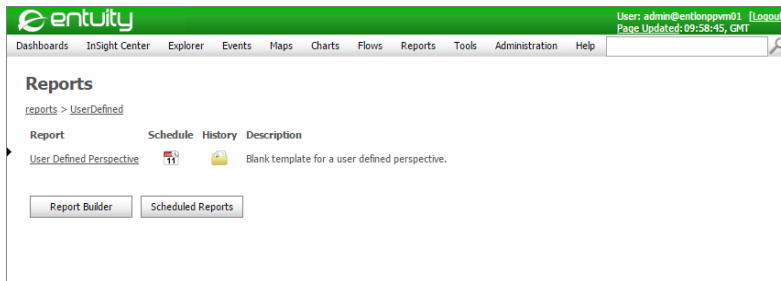 entuity
User: admin@entlonppvm01 [Logout
Page Updated: 09:58:45, GMT
Dashboards InSight Center Explorer Events Maps Charts Flows Reports Tools Administration Help
Reports
reports > UserDefined
Report Schedule History Description
User Defined Perspective 11 Blank template for a user defined perspective.
Report Builder Scheduled Reports